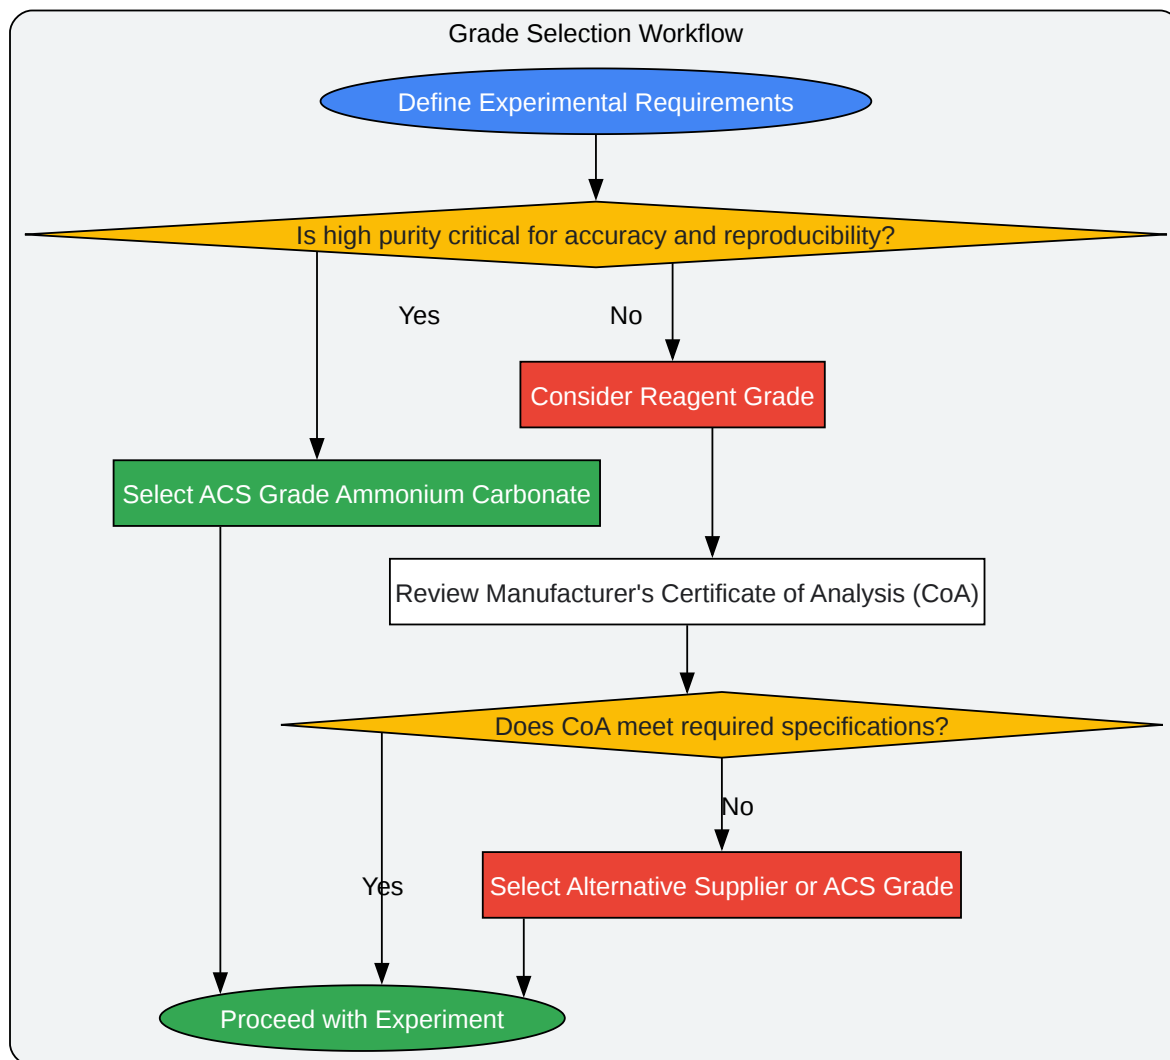 Grade Selection Workflow
Define Experimental Requirements
Is high purity critical for accuracy and reproducibility?
Yes
No
Consider Reagent Grade
Select ACS Grade Ammonium Carbonate
Review Manufacturer's Certificate of Analysis (CoA)
Does CoA meet required specifications?
No
Yes
Select Alternative Supplier or ACS Grade
Proceed with Experiment